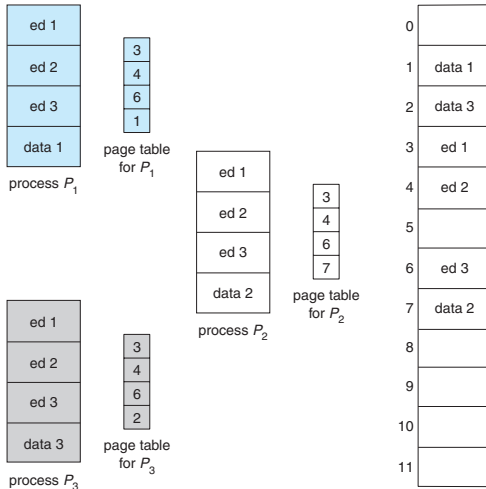 ed 1
ed 2
ed 3
data 1
process P1
3
4
6
1
page table
for P1
ed 1
ed 2
ed 3
data 2
process P2
3
4
6
7
page table
for P2
ed 1
ed 2
ed 3
data 3
process P3
3
4
6
2
page table
for P3
0
1 data 1
2 data 3
3 ed 1
4 ed 2
5
6 ed 3
7 data 2
8
9
10
11